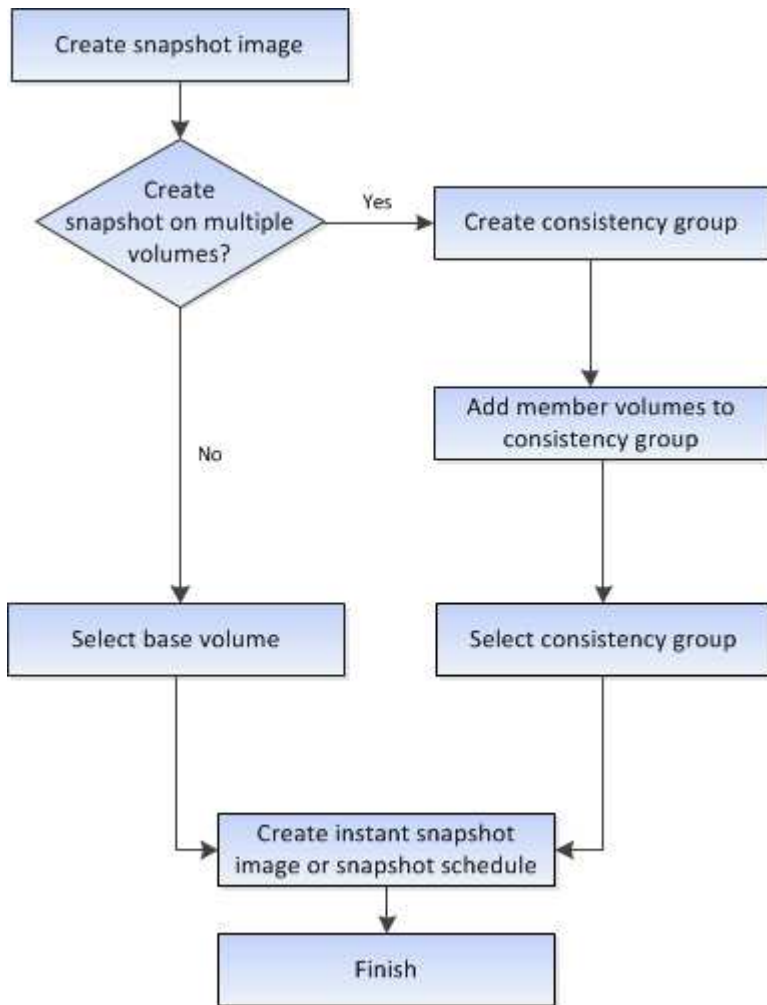 Create snapshot image
Create
snapshot on multiple
volumes?
Yes
Create consistency group
Add member volumes to
consistency group
No
Select base volume
Select consistency group
Create instant snapshot
image or snapshot schedule
Finish